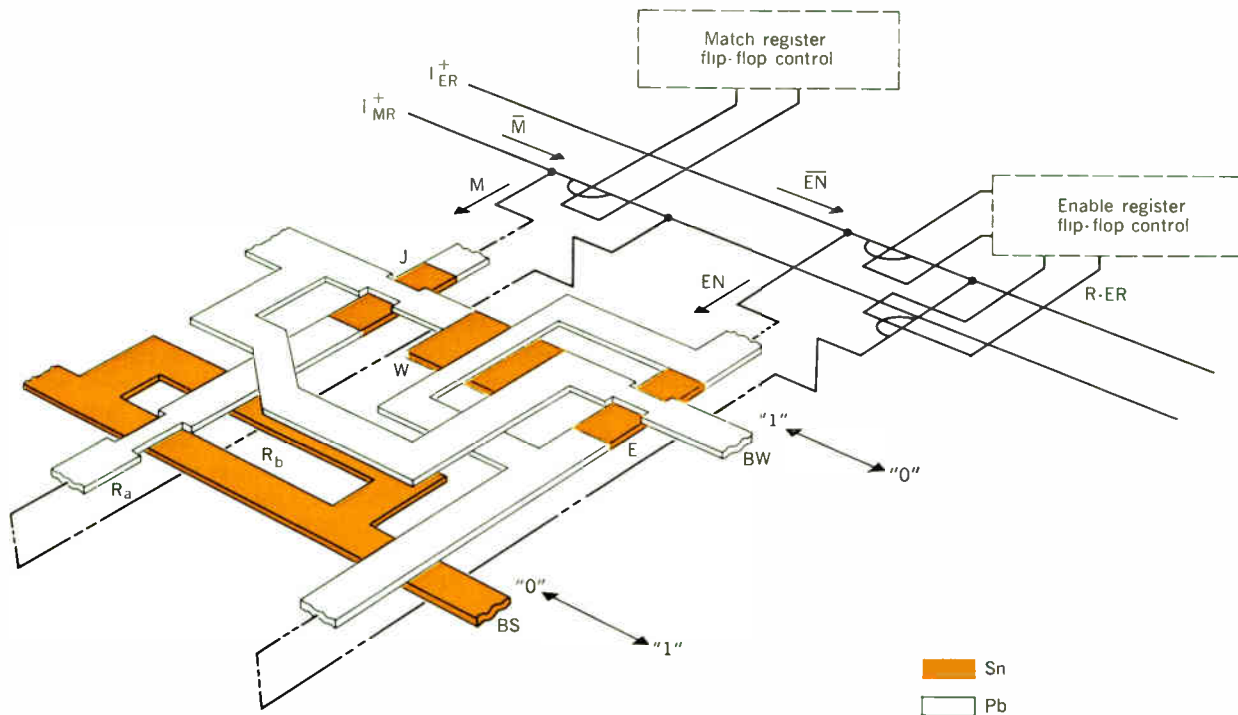 Match register
flip-flop control
I+ER
I+MR
M̅
M
E̅N̅
Enable register
flip-flop control
EN
R·ER
J
W
"1"
"0"
E
BW
Rb
Ra
"0"
"1"
BS
Sn
Pb